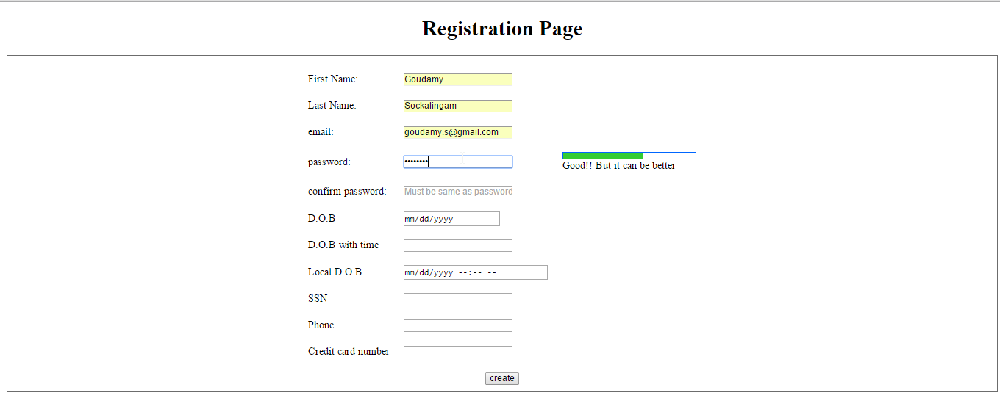 Registration Page
First Name: Goudamy
Last Name: Sockalingam
email: goudamy.s@gmail.com
password: •••••••• 
Good!! But it can be better
confirm password: Must be same as password
D.O.B mm/dd/yyyy
D.O.B with time
Local D.O.B mm/dd/yyyy --:-- --
SSN
Phone
Credit card number
create